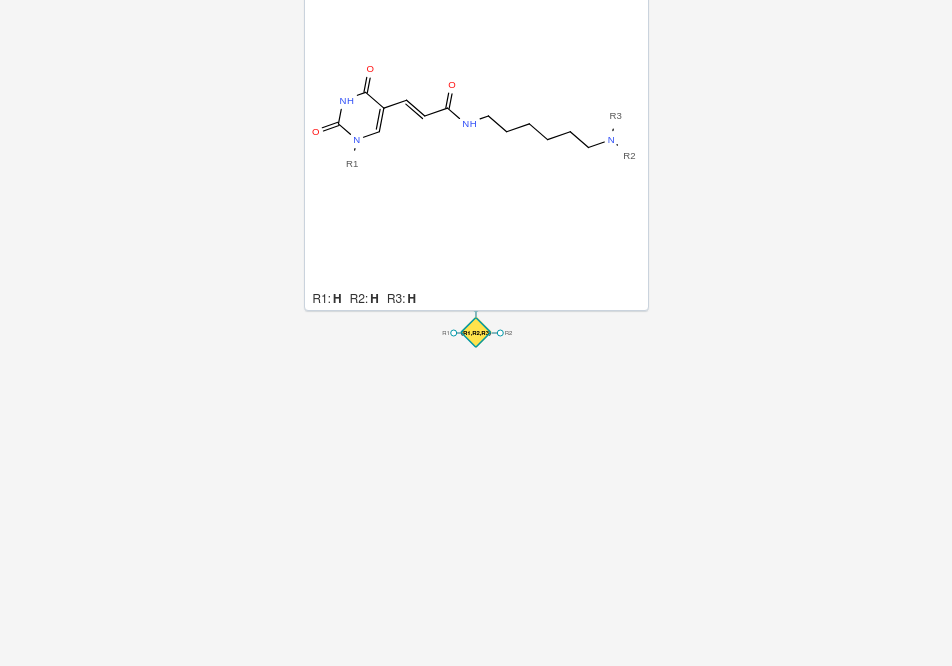 O
O
NH
R3
O
NH
N
N
R2
R1
R1: H R2: H R3: H
R1 R1,R2,R3 R2